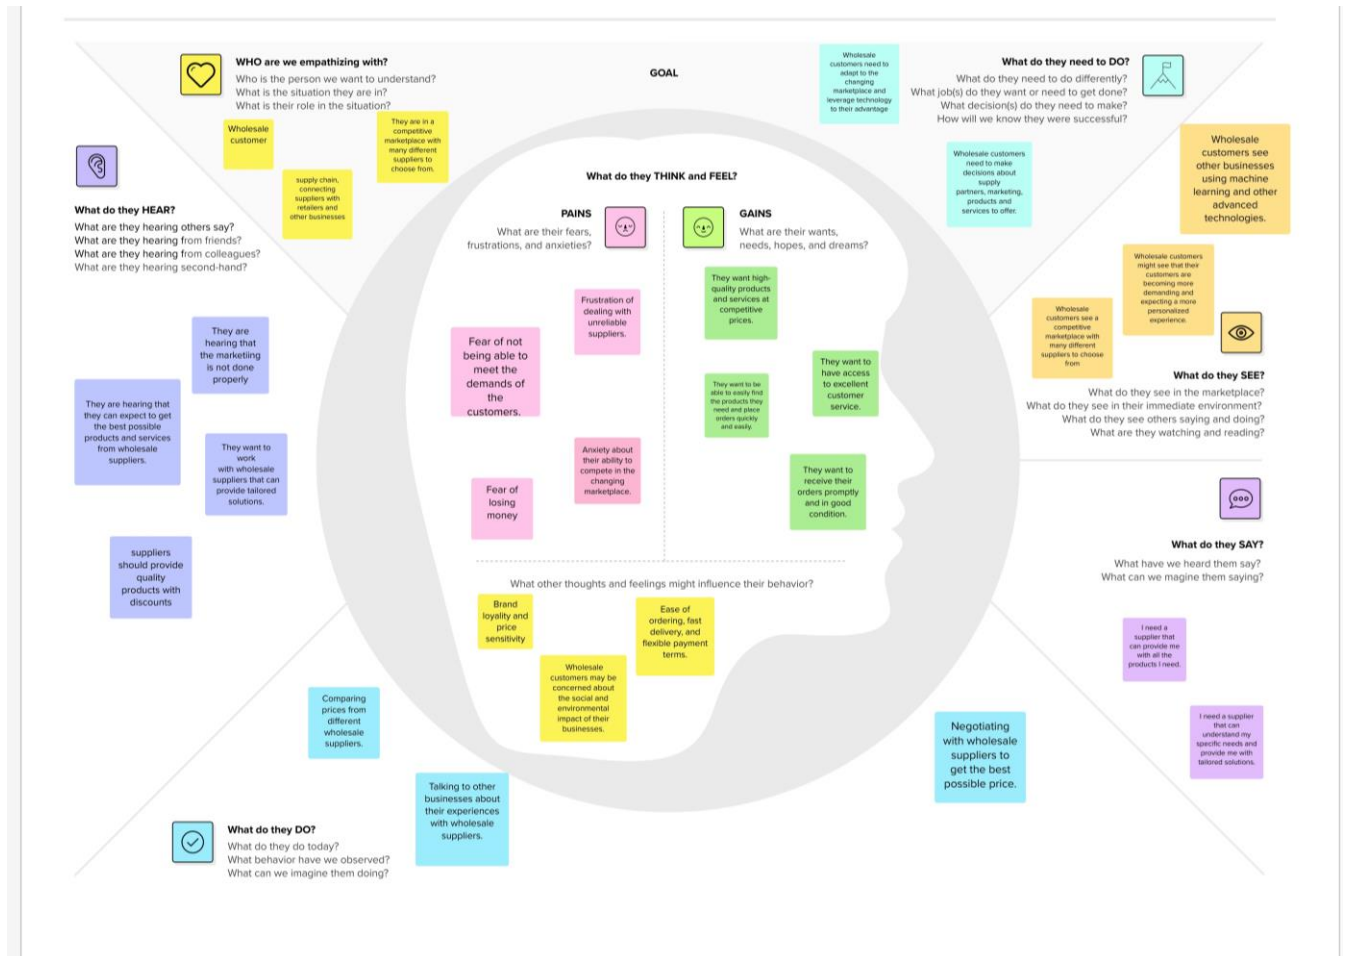 WHO are we empathizing with?
Who is the person we want to understand?
What is the situation they are in?
What is their role in the situation?
Wholesale
customer
supply chain,
connecting
suppliers with
retailers and
other businesses
They are in a
competitive
marketplace with
many different
suppliers to
choose from.
GOAL
Wholesale
customers need to
adapt to the
changing
marketplace and
leverage technology
to their advantage
What do they need to DO?
What do they need to do differently?
What job(s) do they want or need to get done?
What decision(s) do they need to make?
How will we know they were successful?
Wholesale customers
need to make
decisions about
supply
partners, marketing,
products and
services to offer.
What do they HEAR?
What are they hearing others say?
What are they hearing from friends?
What are they hearing from colleagues?
What are they hearing second-hand?
They are
hearing that
the marketiing
is not done
properly
They are hearing that
they can expect to get
the best possible
products and services
from wholesale
suppliers.
They want to
work
with wholesale
suppliers that can
provide tailored
solutions.
suppliers
should provide
quality
products with
discounts
What do they THINK and FEEL?
PAINS
What are their fears,
frustrations, and anxieties?
Frustration of
dealing with
unreliable
suppliers.
Fear of not
being able to
meet the
demands of
the
customers.
Anxiety about
their ability to
compete in the
changing
marketplace.
Fear of
losing
money
GAINS
What are their wants,
needs, hopes, and dreams?
They want high-
quality products
and services at
competitive
prices.
They want to
have access
to excellent
customer
service.
They want to be
able to easily find
the products they
need and place
orders quickly
and easily.
They want to
receive their
orders promptly
and in good
condition.
What other thoughts and feelings might influence their behavior?
Brand
loyality and
price
sensitivity
Ease of
ordering, fast
delivery, and
flexible payment
terms.
Wholesale
customers may be
concerned about
the social and
environmental
impact of their
businesses.
Wholesale
customers see
other businesses
using machine
learning and other
advanced
technologies.
Wholesale customers
might see that their
customers are
becoming more
demanding and
expecting a more
personalized
experience.
Wholesale
customers see a
competitive
marketplace with
many different
suppliers to choose
from
What do they SEE?
What do they see in the marketplace?
What do they see in their immediate environment?
What do they see others saying and doing?
What are they watching and reading?
What do they SAY?
What have we heard them say?
What can we magine them saying?
I need a
supplier that
can provide me
with all the
products I need.
I need a supplier
that can
understand my
specific needs and
provide me with
tailored solutions.
Comparing
prices from
different
wholesale
suppliers.
Talking to other
businesses about
their experiences
with wholesale
suppliers.
Negotiating
with wholesale
suppliers to
get the best
possible price.
What do they DO?
What do they do today?
What behavior have we observed?
What can we imagine them doing?